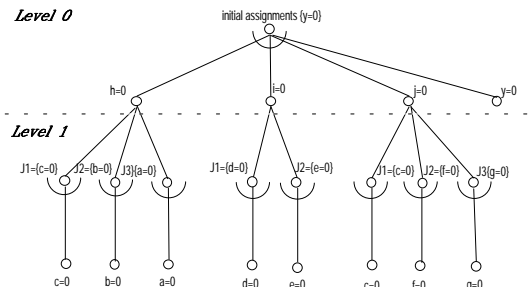 Level 0
initial assignments {y=0}
h=0 i=0 j=0 y=0
Level 1
J1={c=0} J2={b=0} J3{a=0} J1={d=0} J2={e=0} J1={c=0} J2={f=0} J3{g=0}
c=0 b=0 a=0 d=0 e=0 c=0 f=0 g=0